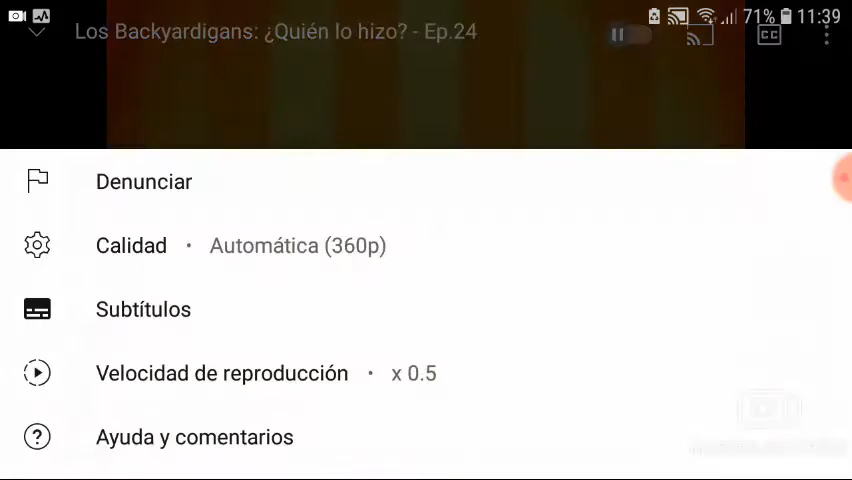 71% 11:39
Los Backyardigans: ¿Quién lo hizo? - Ep.24
CC
Denunciar
Calidad • Automática (360p)
Subtítulos
Velocidad de reproducción • x 0.5
Ayuda y comentarios